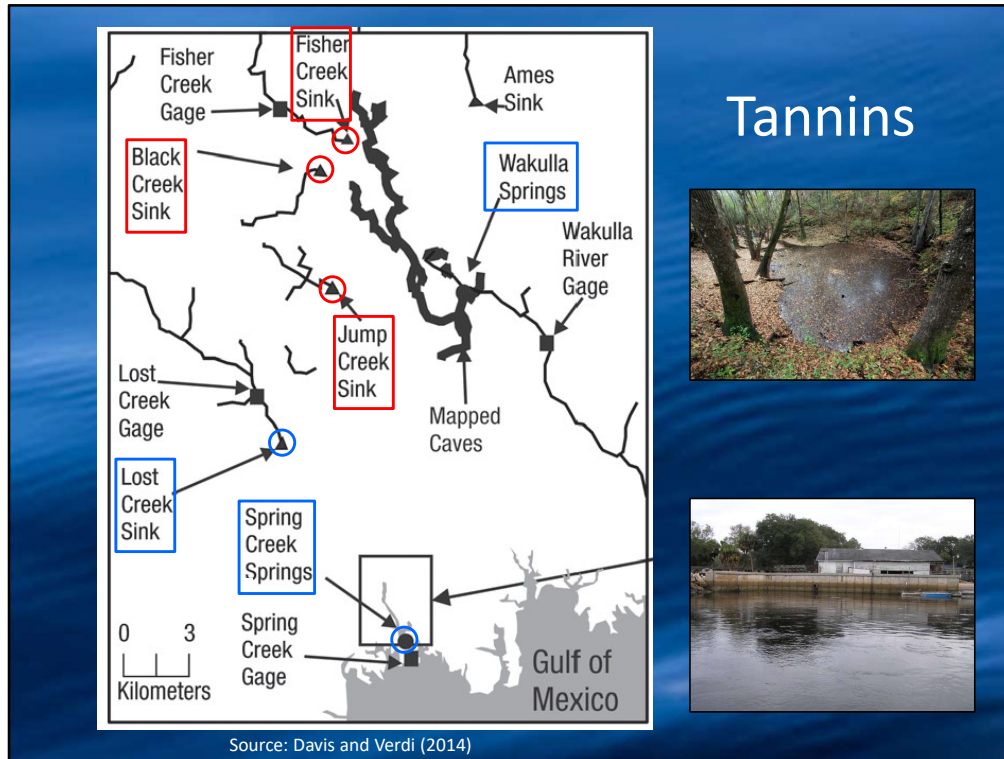 Tannins
Fisher
Creek
Gage
Fisher
Creek
Sink
Ames
Sink
Black
Creek
Sink
Wakulla
Springs
Wakulla
River
Gage
Jump
Creek
Sink
Lost
Creek
Gage
Mapped
Caves
Lost
Creek
Sink
Spring
Creek
Springs
0 3
Kilometers
Spring
Creek
Gage
Gulf of
Mexico
Source: Davis and Verdi (2014)